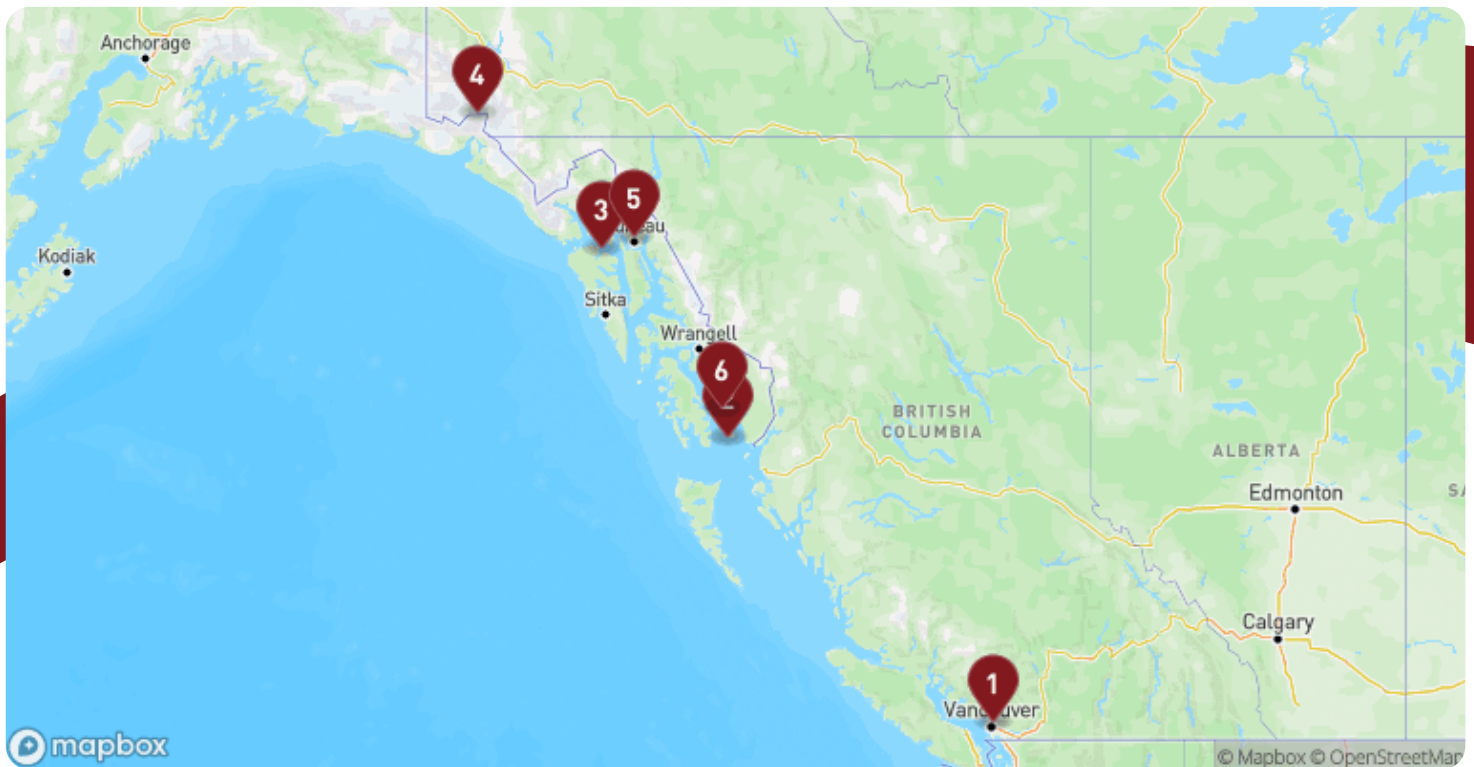 Anchorage
4
3
5
Kodiak
Sitka
Wrangell
6
BRITISH
COLUMBIA
ALBERTA
Edmonton
Calgary
1
mapbox
© Mapbox © OpenStreetMap